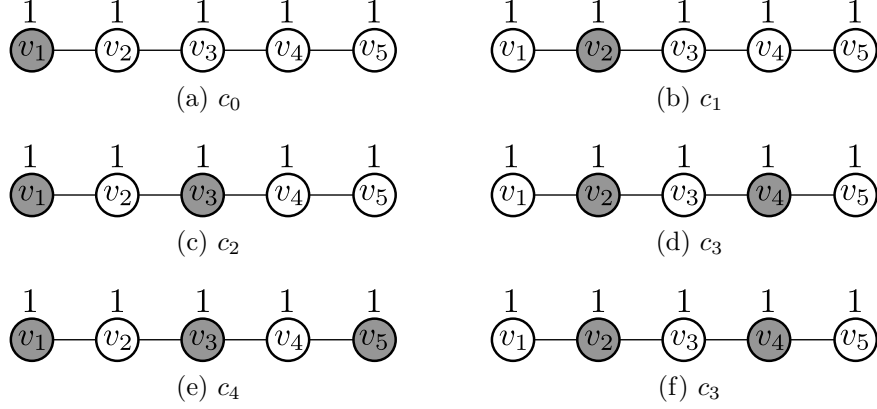 1 1 1 1 1 1 1 1 1 1
v₁ v₂ v₃ v₄ v₅ v₁ v₂ v₃ v₄ v₅
(a) c₀ (b) c₁
1 1 1 1 1 1 1 1 1 1
v₁ v₂ v₃ v₄ v₅ v₁ v₂ v₃ v₄ v₅
(c) c₂ (d) c₃
1 1 1 1 1 1 1 1 1 1
v₁ v₂ v₃ v₄ v₅ v₁ v₂ v₃ v₄ v₅
(e) c₄ (f) c₃